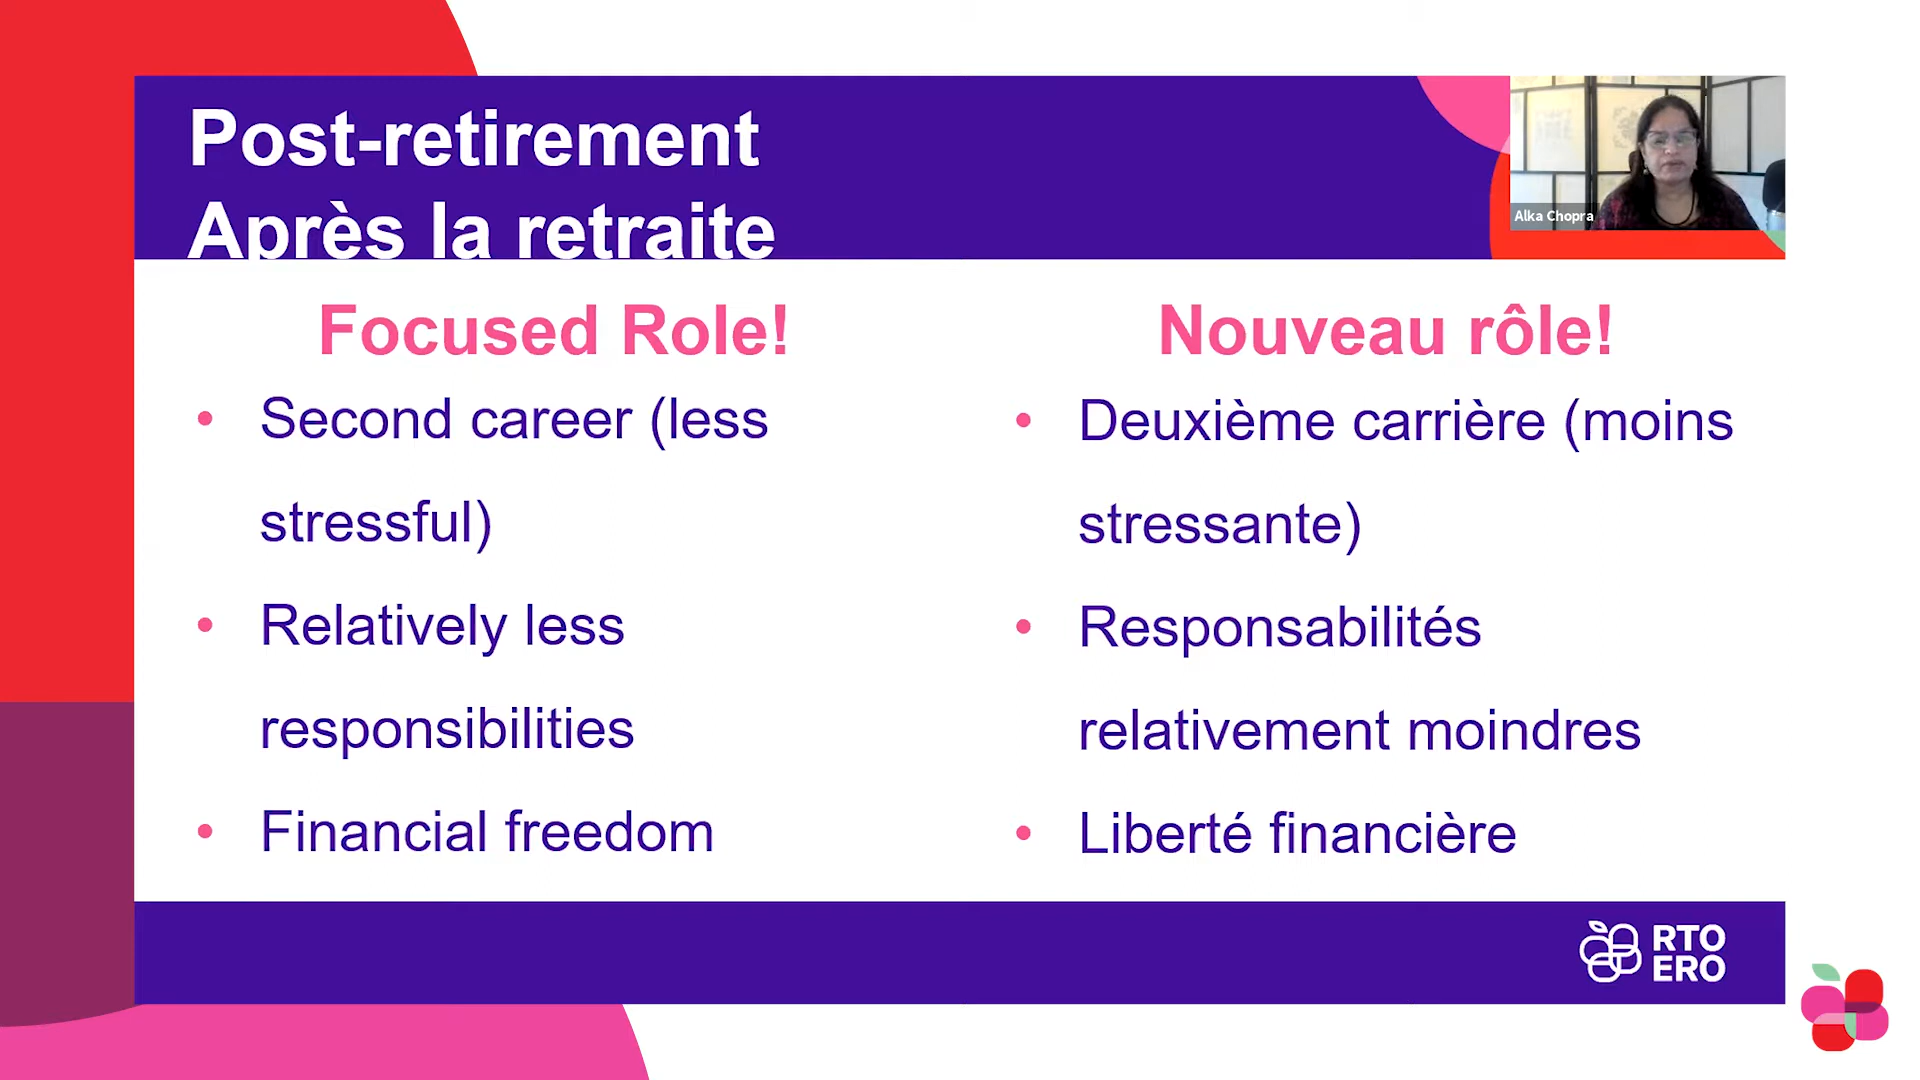 Post-retirement
Après la retraite
Alka Chopra
Focused Role!
• Second career (less
stressful)
• Relatively less
responsibilities
• Financial freedom
Nouveau rôle!
• Deuxième carrière (moins
stressante)
• Responsabilités
relativement moindres
• Liberté financière
RTO
ERO